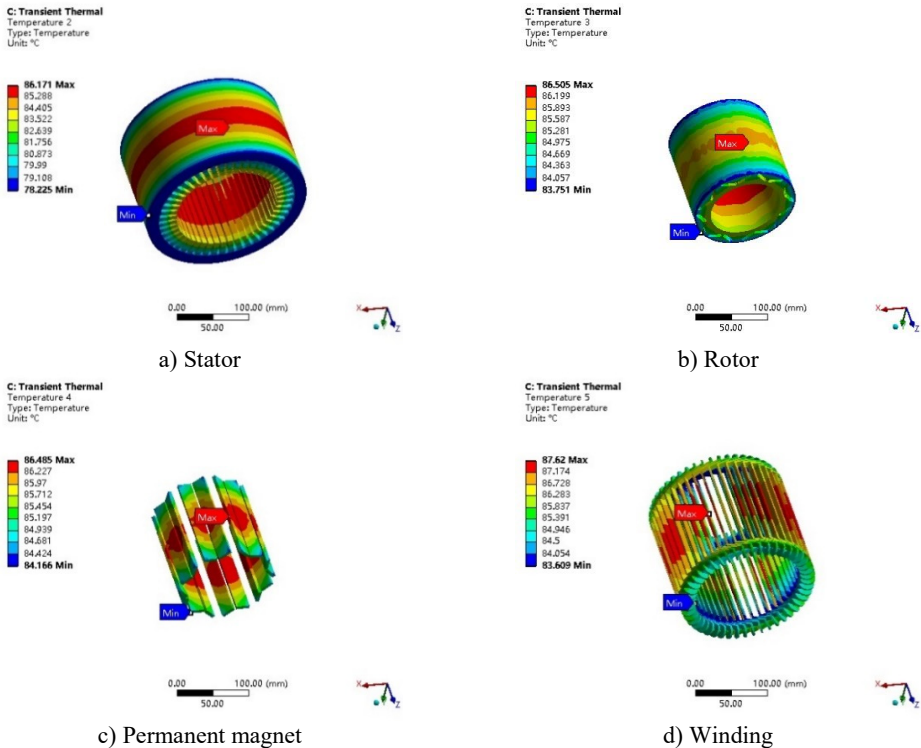 C: Transient Thermal
Temperature 2
Type: Temperature
Unit: °C
86.171 Max
85.288
84.405
83.522
82.639
81.756
80.873
79.99
79.108
78.225 Min
Max
Min
0.00
100.00 (mm)
50.00
X
Y
Z
a) Stator
C: Transient Thermal
Temperature 3
Type: Temperature
Unit: °C
86.505 Max
86.199
85.893
85.587
85.281
84.975
84.669
84.363
84.057
83.751 Min
Max
Min
0.00
100.00 (mm)
50.00
X
Y
Z
b) Rotor
C: Transient Thermal
Temperature 4
Type: Temperature
Unit: °C
86.485 Max
86.227
85.97
85.712
85.454
85.197
84.939
84.681
84.424
84.166 Min
Max
Min
0.00
100.00 (mm)
50.00
X
Y
Z
c) Permanent magnet
C: Transient Thermal
Temperature 5
Type: Temperature
Unit: °C
87.62 Max
87.174
86.728
86.283
85.837
85.391
84.946
84.5
84.054
83.609 Min
Max
Min
0.00
100.00 (mm)
50.00
X
Y
Z
d) Winding